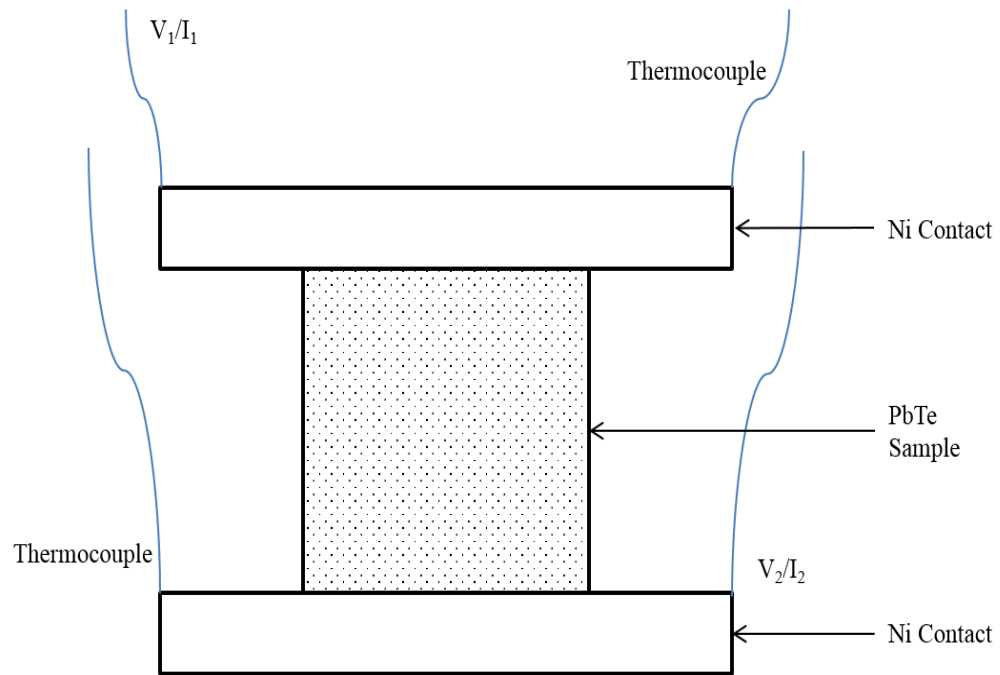 V₁/I₁
Thermocouple
Ni Contact
PbTe
Sample
Thermocouple
V₂/I₂
Ni Contact